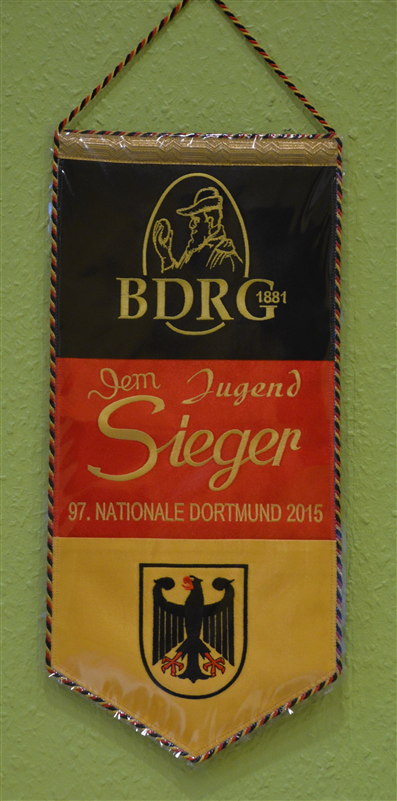 BDRG 1881
Dem Jugend
Sieger
97. NATIONALE DORTMUND 2015